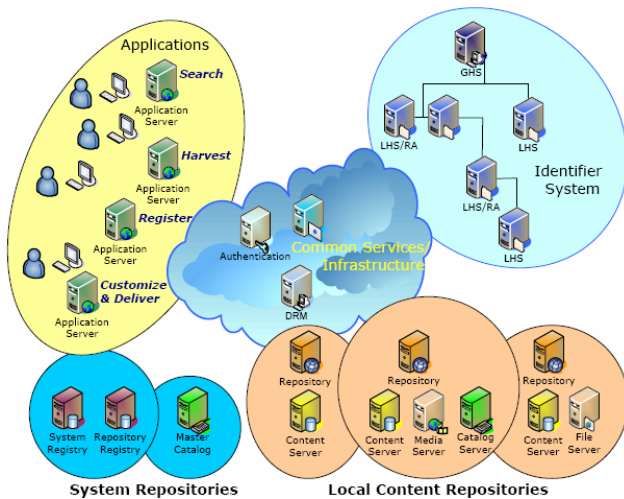 Applications
Search
Application
Server
Harvest
Application
Server
Register
Application
Server
Customize
& Deliver
Application
Server
GHS
LHS/RA
LHS
LHS/RA
LHS
Identifier
System
Common Services/
Infrastructure
Authentication
DRM
System
Registry
Repository
Registry
Master
Catalog
System Repositories
Repository
Content
Server
Repository
Content
Server
Media
Server
Catalog
Server
Repository
Content
Server
File
Server
Local Content Repositories